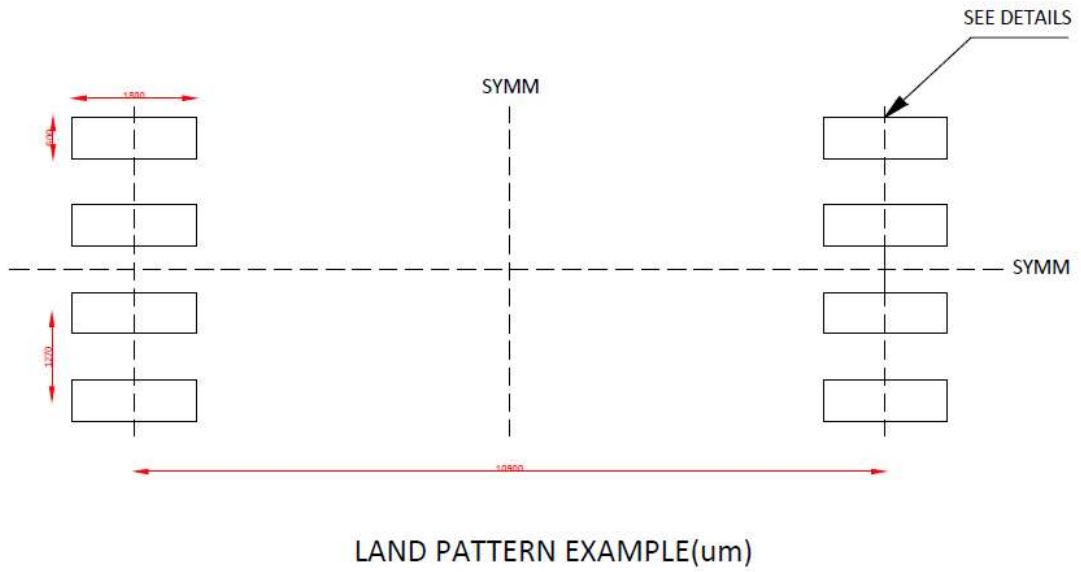 SEE DETAILS
1800
SYMM
600
SYMM
1270
10900
LAND PATTERN EXAMPLE(um)